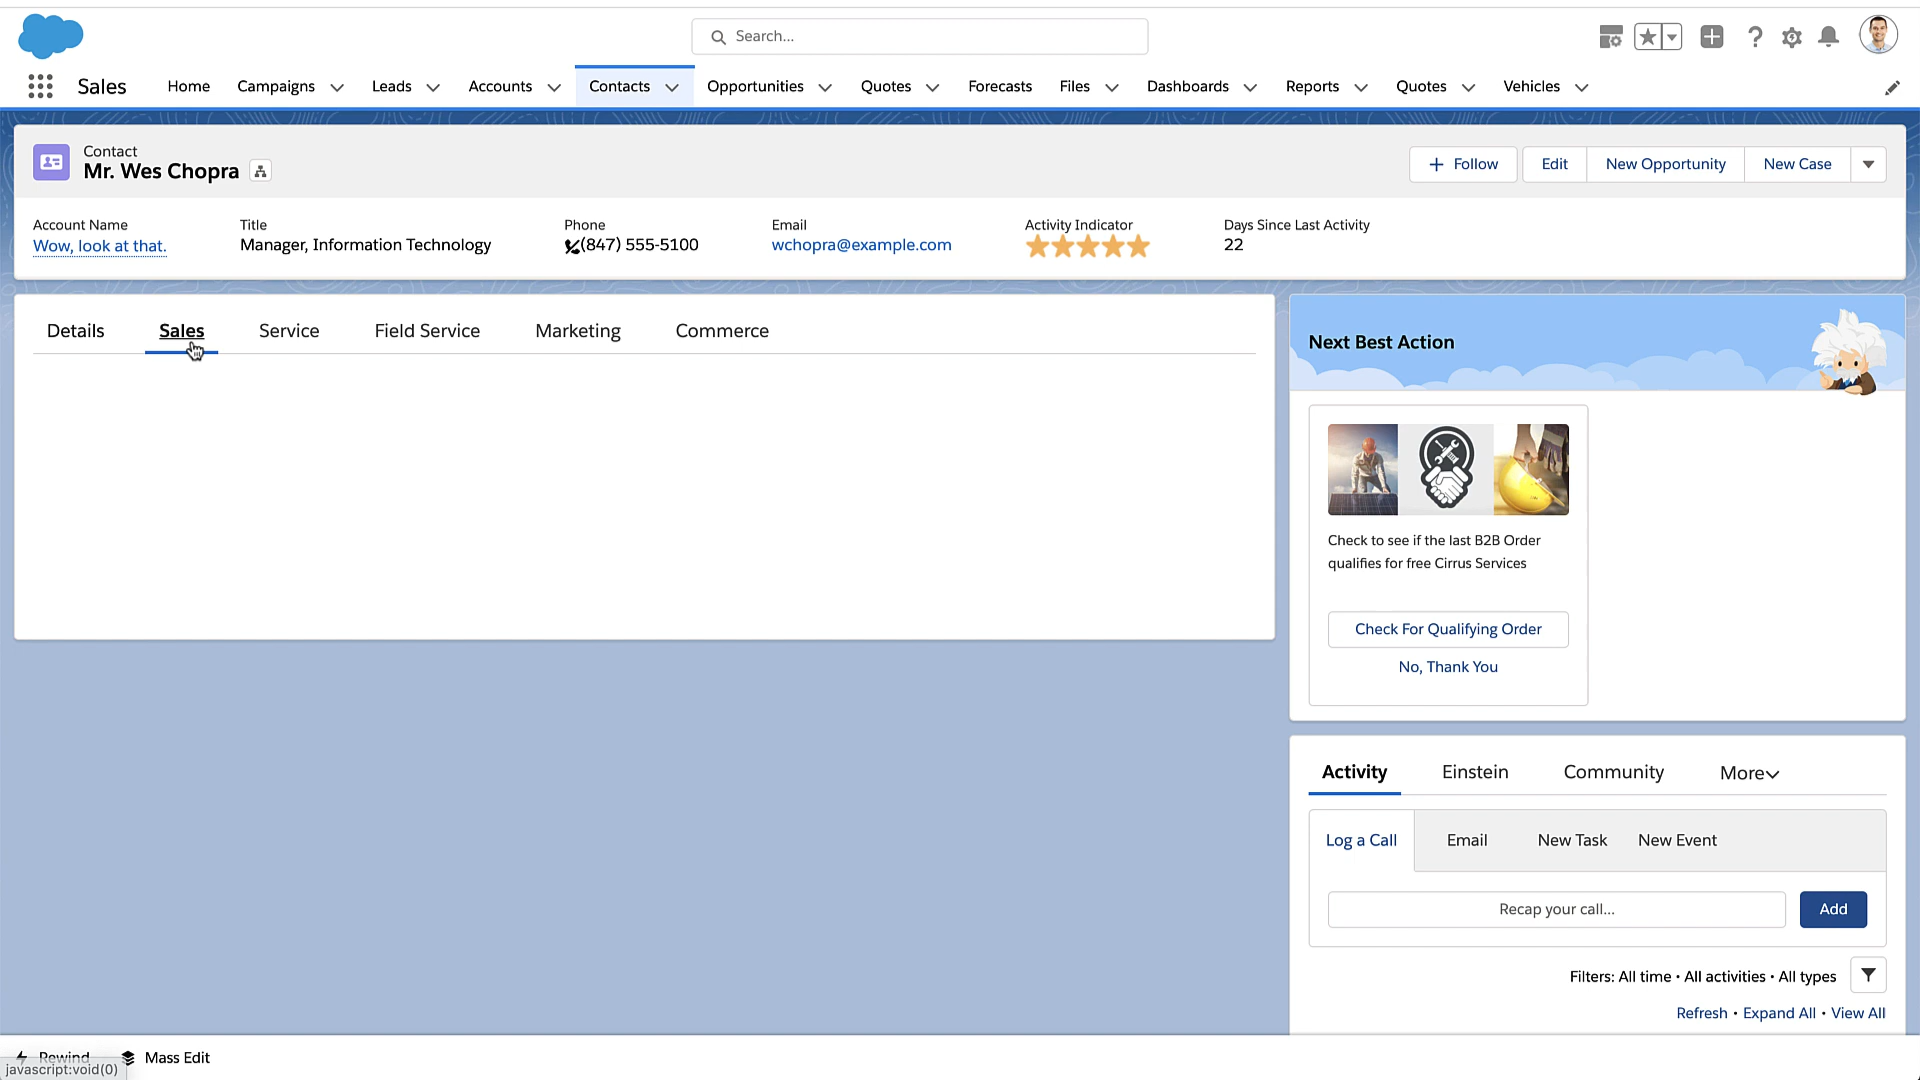 Search...
Sales
Home
Campaigns
Leads
Accounts
Contacts
Opportunities
Quotes
Forecasts
Files
Dashboards
Reports
Quotes
Vehicles
Contact
Mr. Wes Chopra
Follow
Edit
New Opportunity
New Case
Account Name
Wow, look at that.
Title
Manager, Information Technology
Phone
(847) 555-5100
Email
wchopra@example.com
Activity Indicator
Days Since Last Activity
22
Details
Sales
Service
Field Service
Marketing
Commerce
Next Best Action
Check to see if the last B2B Order
qualifies for free Cirrus Services
Check For Qualifying Order
No, Thank You
Activity
Einstein
Community
More
Log a Call
Email
New Task
New Event
Recap your call...
Add
Filters: All time • All activities • All types
Refresh • Expand All • View All
Rewind
Mass Edit
javascript:void(0)